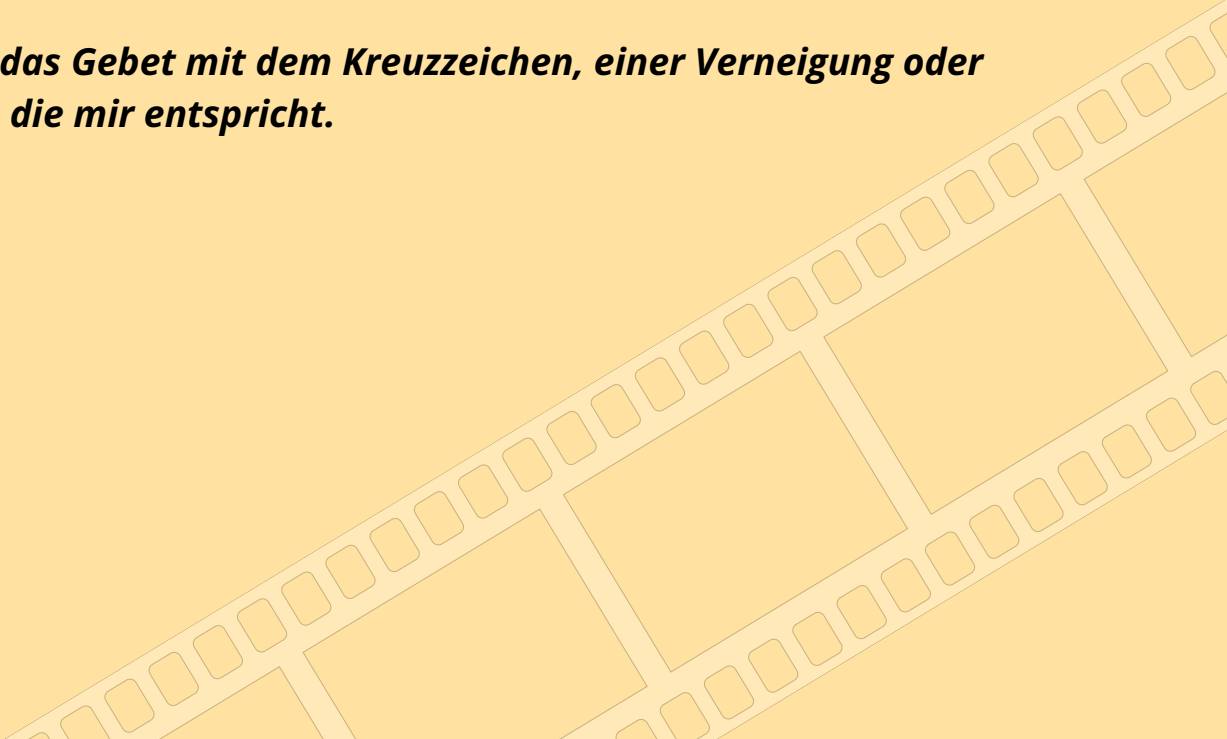 das Gebet mit dem Kreuzzeichen, einer Verneigung oder
die mir entspricht.